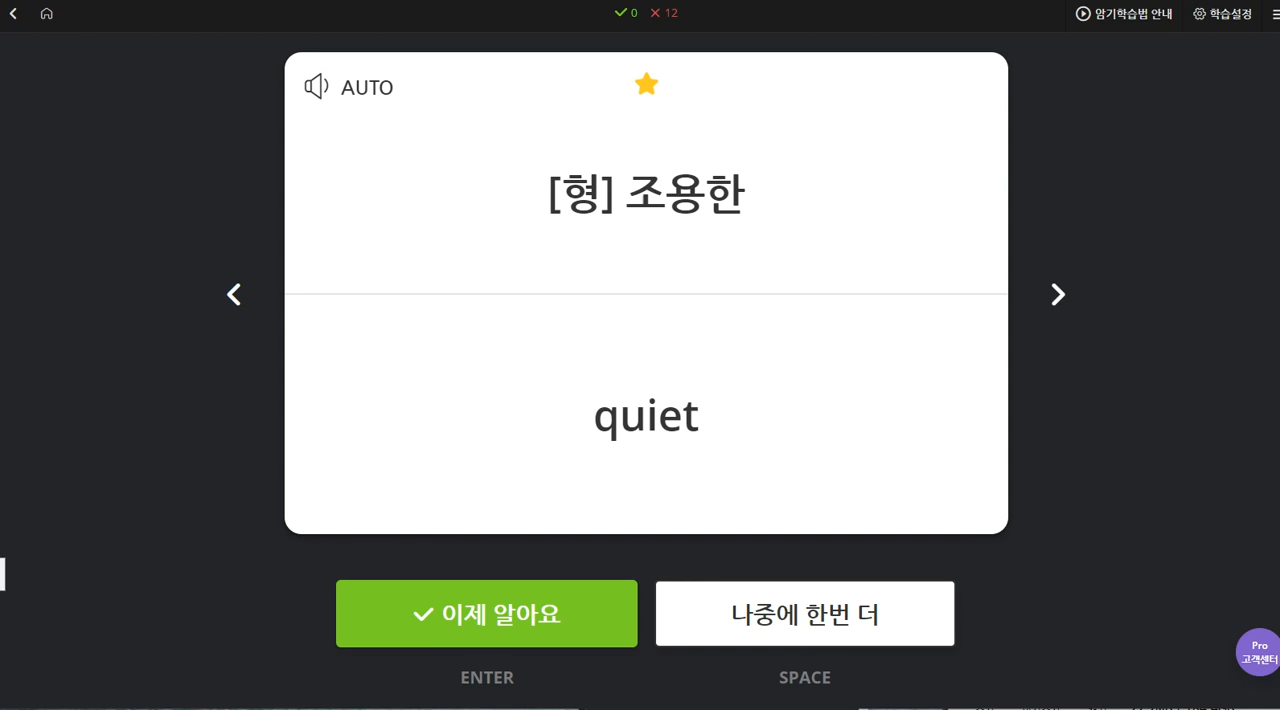 0 12
암기학습법 안내
학습설정
AUTO
[형] 조용한
quiet
이제 알아요
나중에 한번 더
ENTER
SPACE
Pro
고객센터